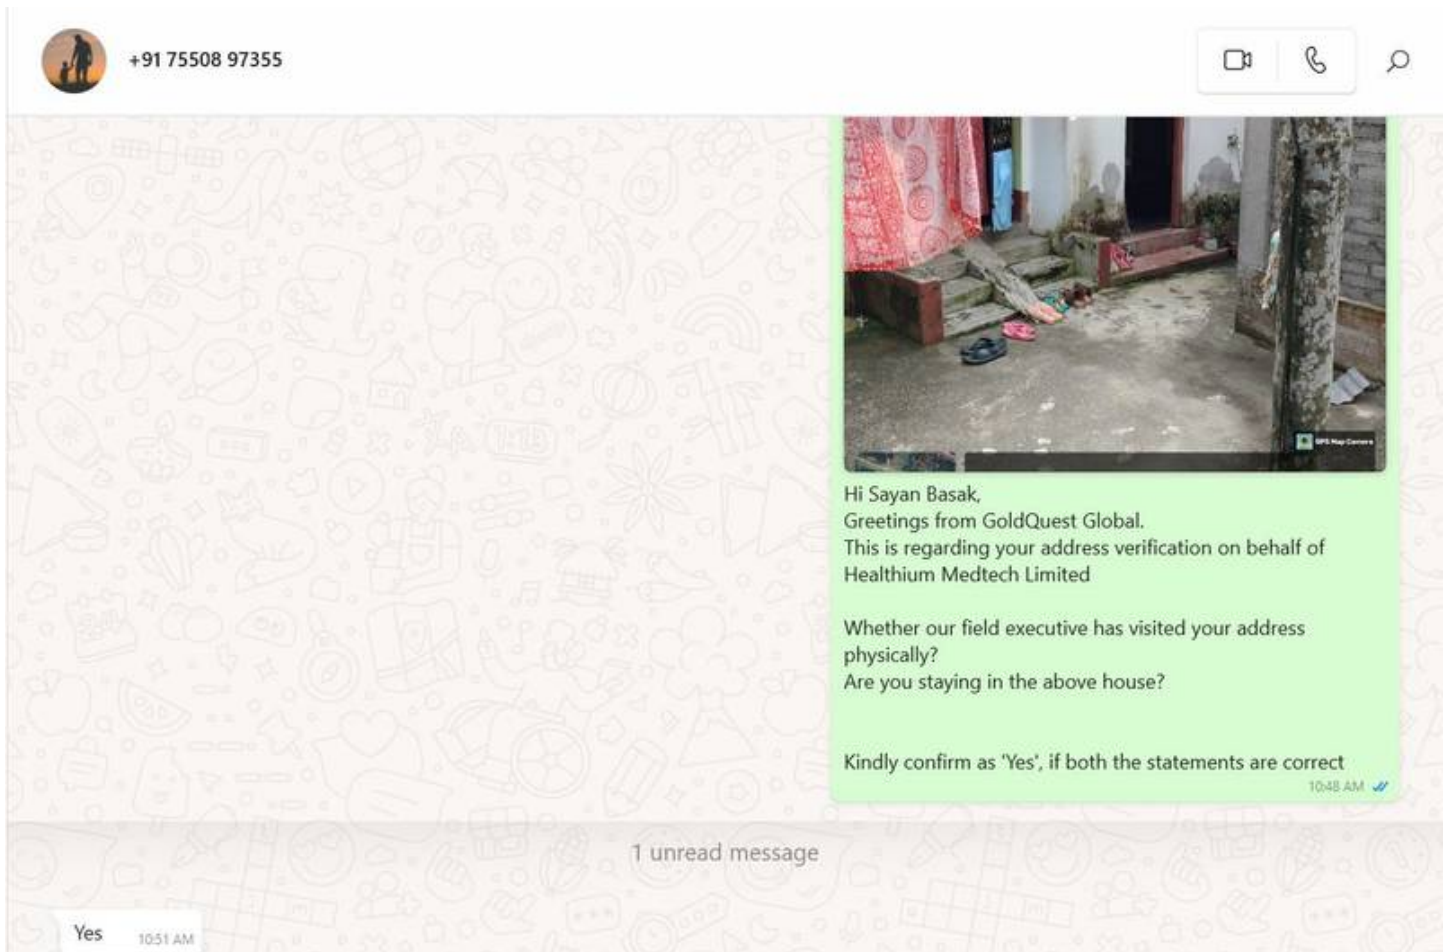 +91 75508 97355
GPS Map Camera
Hi Sayan Basak,
Greetings from GoldQuest Global.
This is regarding your address verification on behalf of
Healthium Medtech Limited
Whether our field executive has visited your address
physically?
Are you staying in the above house?
Kindly confirm as 'Yes', if both the statements are correct
10:48 AM
1 unread message
Yes
10:51 AM